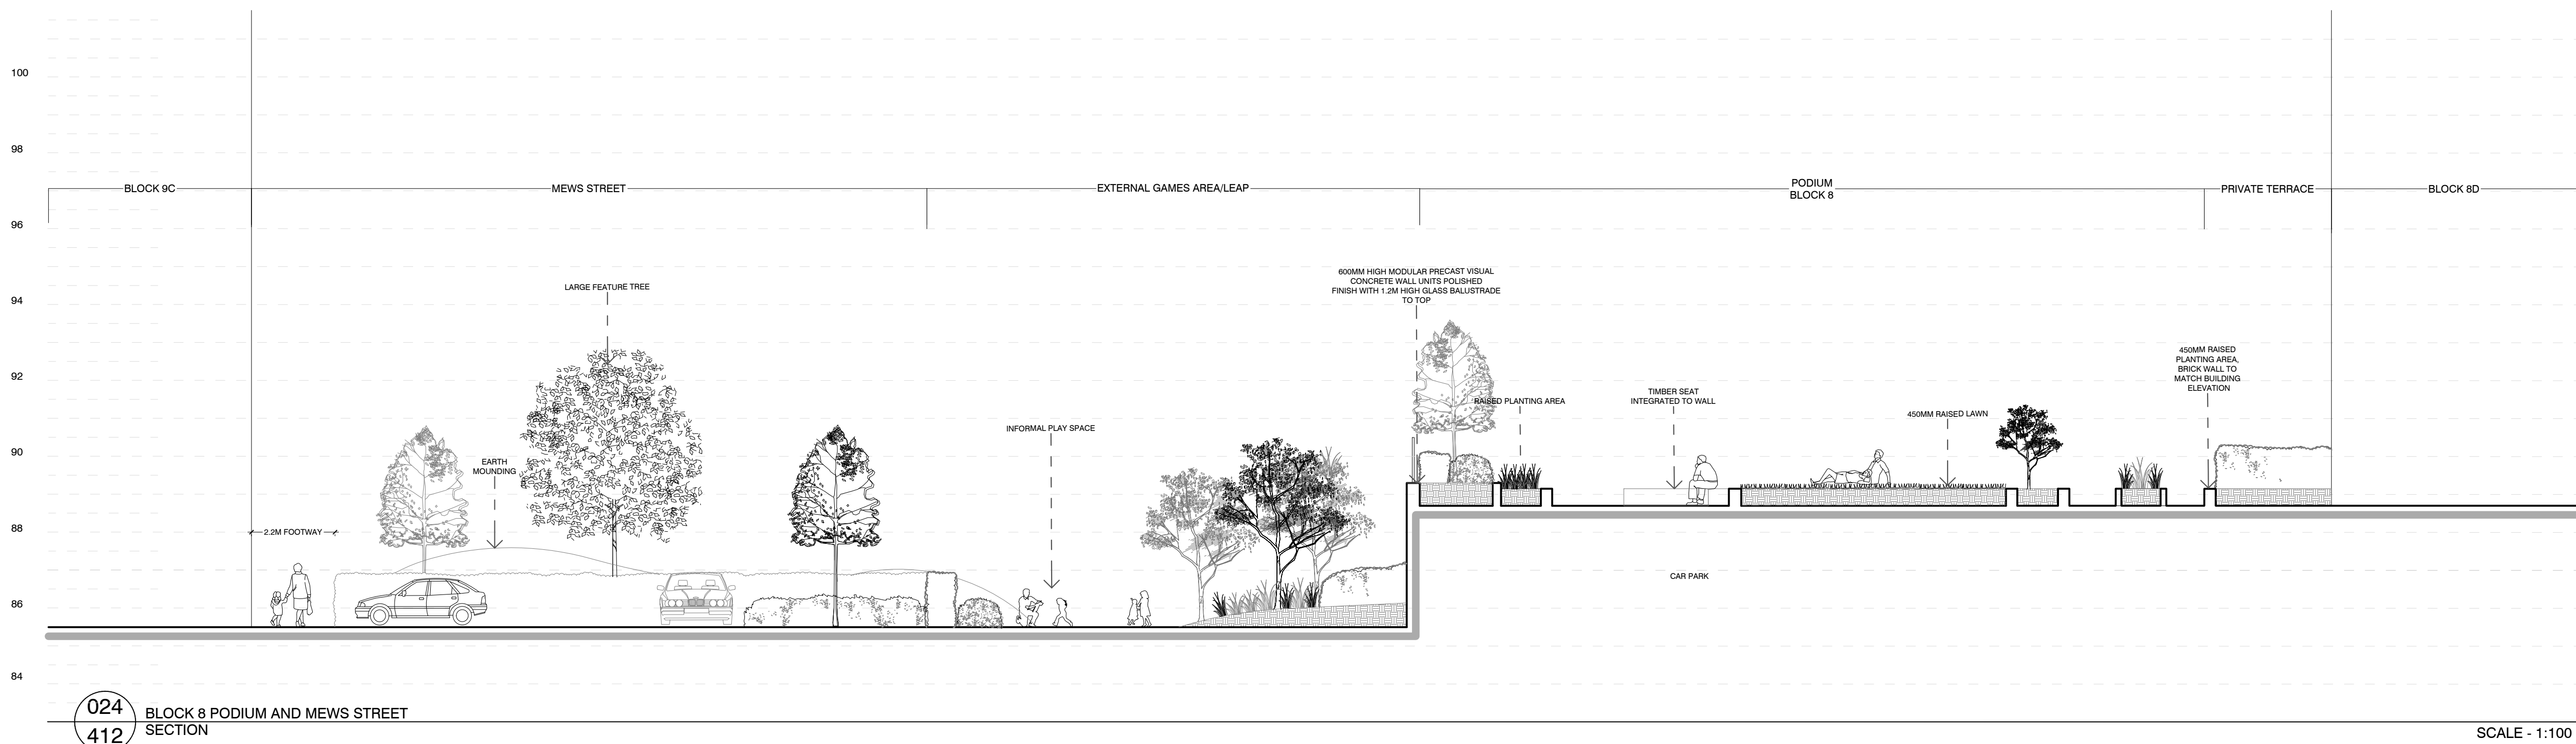 100
98
96
94
92
90
88
86
84
BLOCK 9C
MEWS STREET
EXTERNAL GAMES AREA/LEAP
PODIUM
BLOCK 8
PRIVATE TERRACE
BLOCK 8D
LARGE FEATURE TREE
EARTH
MOUNDING
2.2M FOOTWAY
INFORMAL PLAY SPACE
600MM HIGH MODULAR PRECAST VISUAL
CONCRETE WALL UNITS POLISHED
FINISH WITH 1.2M HIGH GLASS BALUSTRADE
TO TOP
RAISED PLANTING AREA
TIMBER SEAT
INTEGRATED TO WALL
450MM RAISED LAWN
450MM RAISED
PLANTING AREA,
BRICK WALL TO
MATCH BUILDING
ELEVATION
CAR PARK
024
412
BLOCK 8 PODIUM AND MEWS STREET
SECTION
SCALE - 1:100